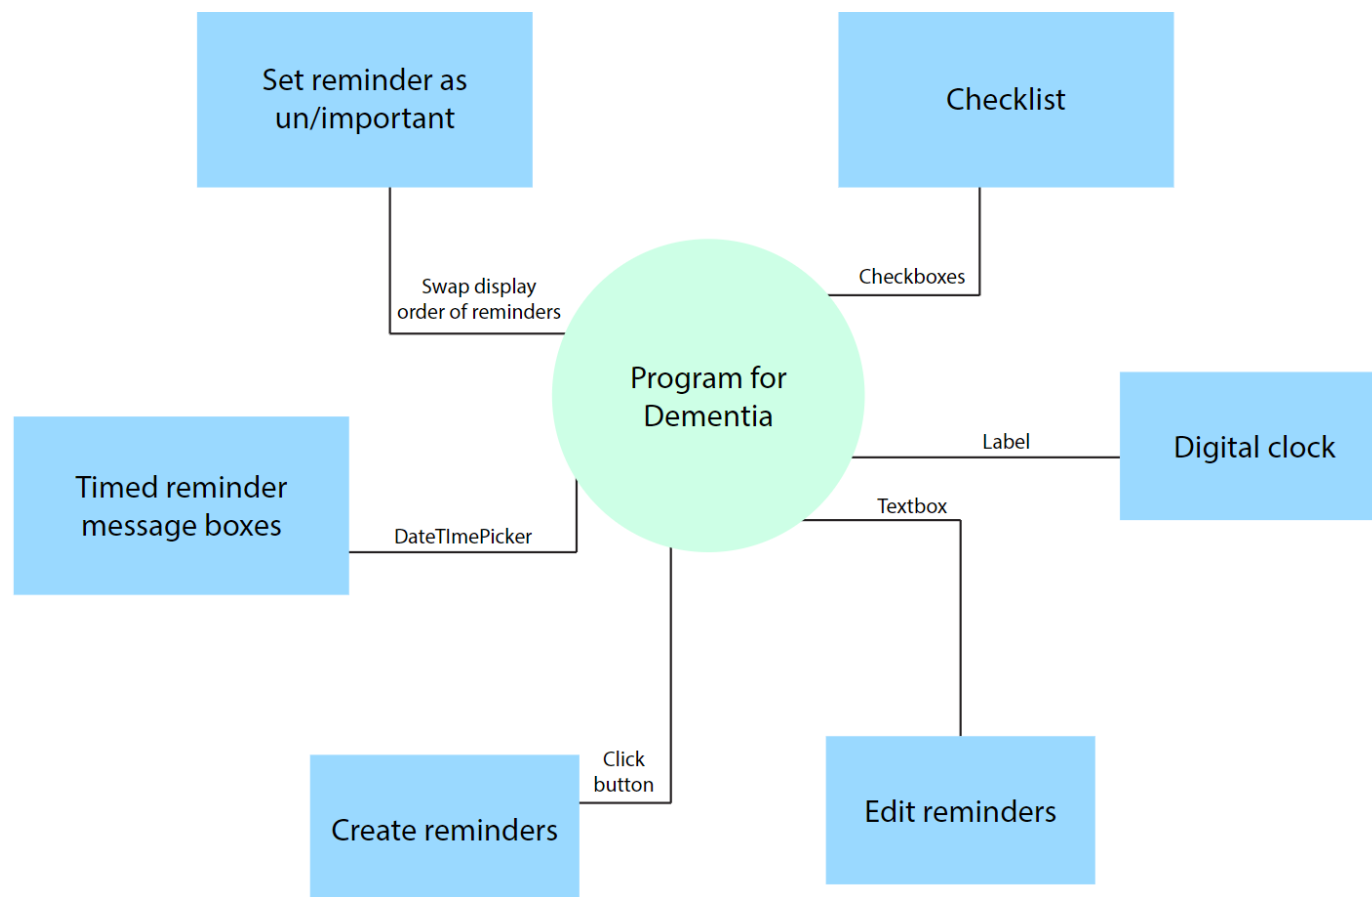 Set reminder as
un/important
Checklist
Swap display
order of reminders
Checkboxes
Program for
Dementia
Timed reminder
message boxes
DateTImePicker
Label
Digital clock
Textbox
Click
button
Create reminders
Edit reminders